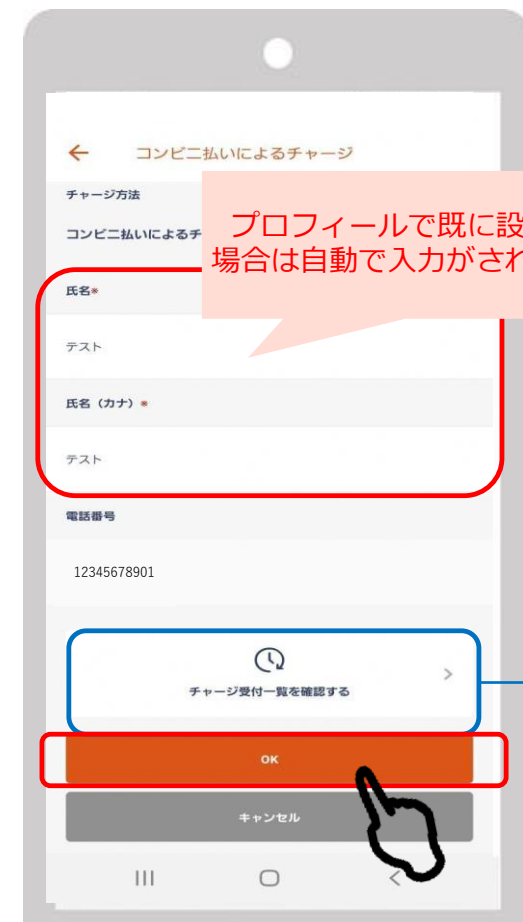 コンビニ払いによるチャージ
チャージ方法
コンビニ払いによるチ
プロフィールで既に設
場合は自動で入力がされ
氏名*
テスト
氏名（カナ）*
テスト
電話番号
12345678901
チャージ受付一覧を確認する
OK
キャンセル